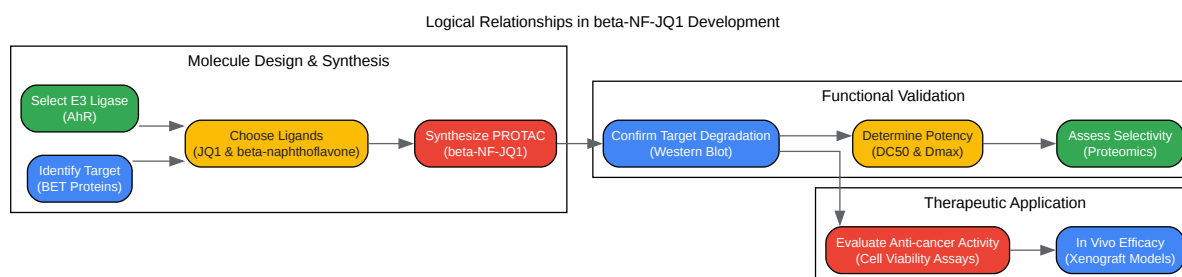 Logical Relationships in beta-NF-JQ1 Development
Molecule Design & Synthesis
Select E3 Ligase
(AhR)
Identify Target
(BET Proteins)
Choose Ligands
(JQ1 & beta-naphthoflavone)
Synthesize PROTAC
(beta-NF-JQ1)
Functional Validation
Confirm Target Degradation
(Western Blot)
Determine Potency
(DC50 & Dmax)
Assess Selectivity
(Proteomics)
Therapeutic Application
Evaluate Anti-cancer Activity
(Cell Viability Assays)
In Vivo Efficacy
(Xenograft Models)